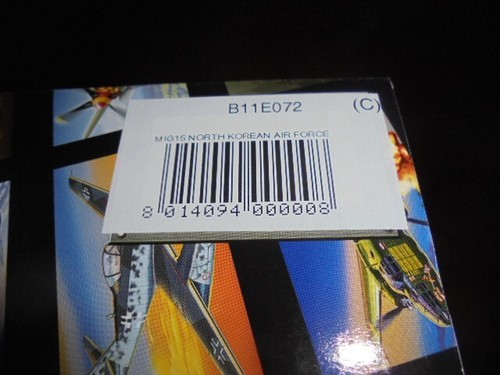 B11E072
(C)
MIG15 NORTH KOREAN AIR FORCE
8 014094 000008